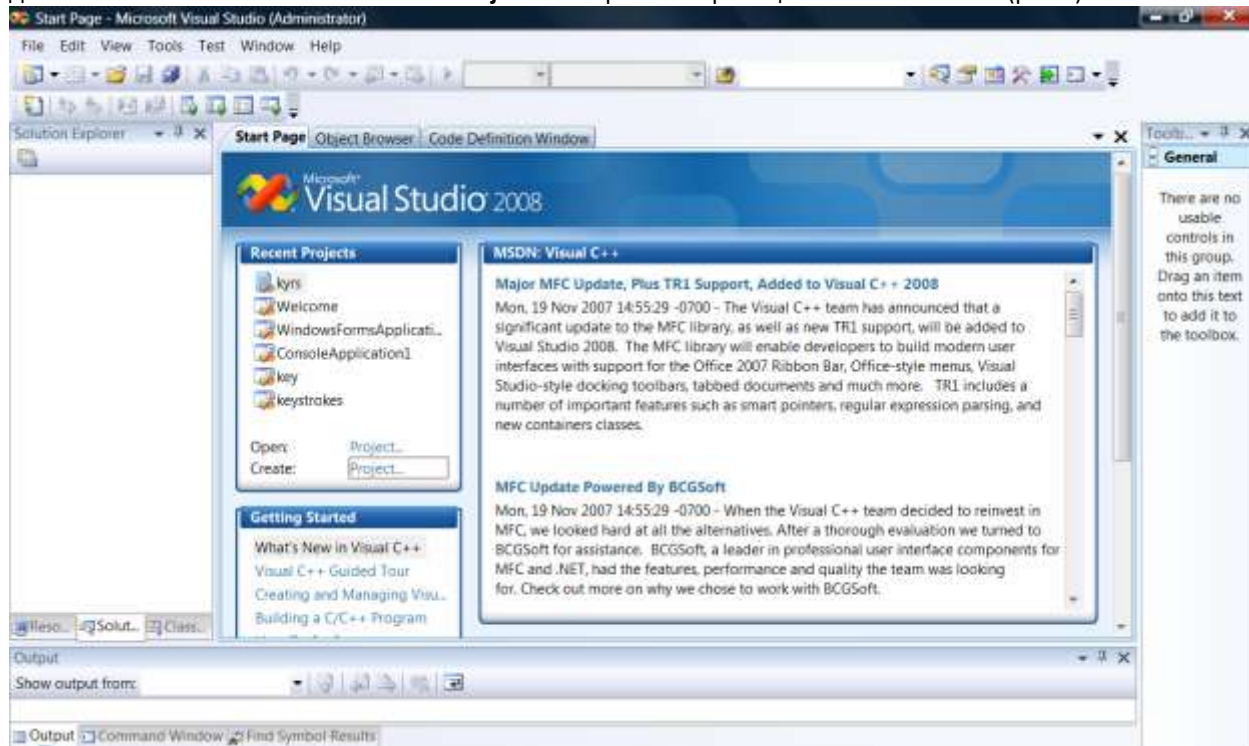 Start Page - Microsoft Visual Studio (Administrator)
File Edit View Tools Test Window Help
Solution Explorer
Start Page Object Browser Code Definition Window
Toolb...
General
There are no
usable
controls in
this group.
Drag an item
onto this text
to add it to
the toolbox.
Microsoft
Visual Studio 2008
Recent Projects
kyrs
Welcome
WindowsFormsApplicati...
ConsoleApplication1
key
keystrokes
Open: Project...
Create: Project...
Getting Started
What's New in Visual C++
Visual C++ Guided Tour
Creating and Managing Visu...
Building a C/C++ Program
MSDN: Visual C++
Major MFC Update, Plus TR1 Support, Added to Visual C++ 2008
Mon, 19 Nov 2007 14:55:29 -0700 - The Visual C++ team has announced that a
significant update to the MFC library, as well as new TR1 support, will be added to
Visual Studio 2008. The MFC library will enable developers to build modern user
interfaces with support for the Office 2007 Ribbon Bar, Office-style menus, Visual
Studio-style docking toolbars, tabbed documents and much more. TR1 includes a
number of important features such as smart pointers, regular expression parsing, and
new containers classes.
MFC Update Powered By BCGSoft
Mon, 19 Nov 2007 14:55:29 -0700 - When the Visual C++ team decided to reinvest in
MFC, we looked hard at all the alternatives. After a thorough evaluation we turned to
BCGSoft for assistance. BCGSoft, a leader in professional user interface components for
MFC and .NET, had the features, performance and quality the team was looking
for. Check out more on why we chose to work with BCGSoft.
Reso... Solut... Class...
Output
Show output from:
Output Command Window Find Symbol Results